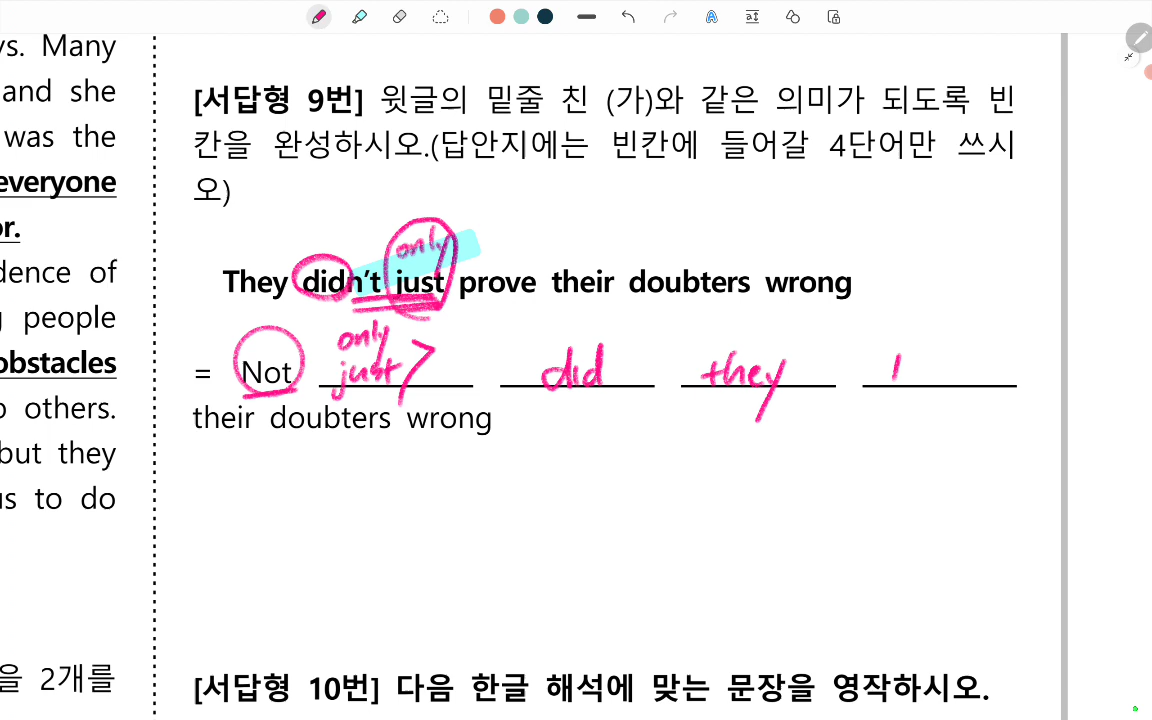 ys. Many
and she
was the
everyone
or.
dence of
g people
obstacles
o others.
but they
us to do
을 2개를
[서답형 9번] 윗글의 밑줄 친 (가)와 같은 의미가 되도록 빈
칸을 완성하시오.(답안지에는 빈칸에 들어갈 4단어만 쓰시
오)
only
They didn't just prove their doubters wrong
only
= Not just? did they
their doubters wrong
[서답형 10번] 다음 한글 해석에 맞는 문장을 영작하시오.